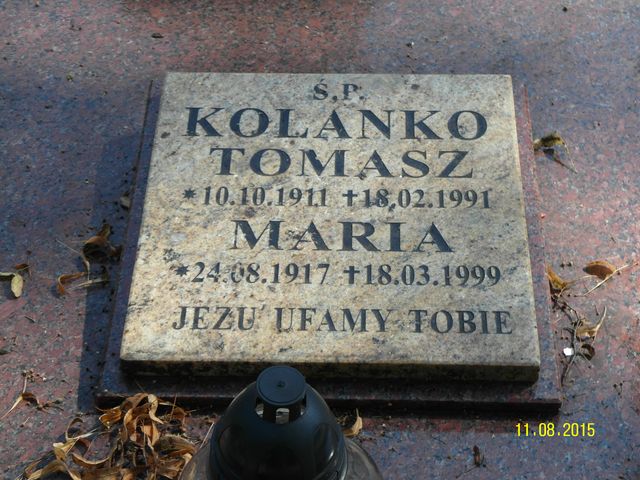 Ś.P.
KOLANKO
TOMASZ
*10.10.1911 †18.02.1991
MARIA
*24.08.1917 †18.03.1999
JEZU UFAMY TOBIE
11.08.2015